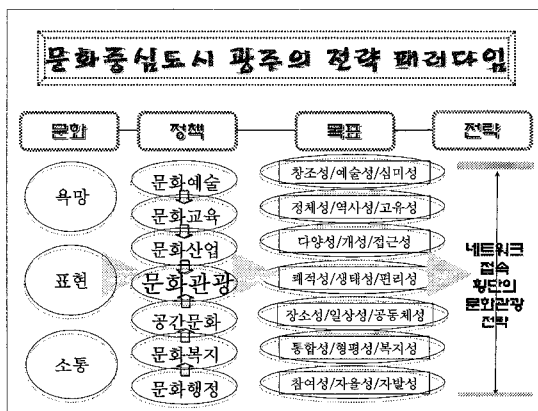 문화중심도시 광주의 전략 패러다임
문화 정책 목표 전략
욕망
표현
소통
문화예술
문화교육
문화산업
문화관광
공간문화
문화복지
문화행정
창조성/예술성/심미성
정체성/역사성/고유성
다양성/개성/접근성
쾌적성/생태성/편리성
장소성/일상성/공동체성
통합성/형평성/복지성
참여성/자율성/자발성
네트워크
접속
횡단의
문화관광
전략